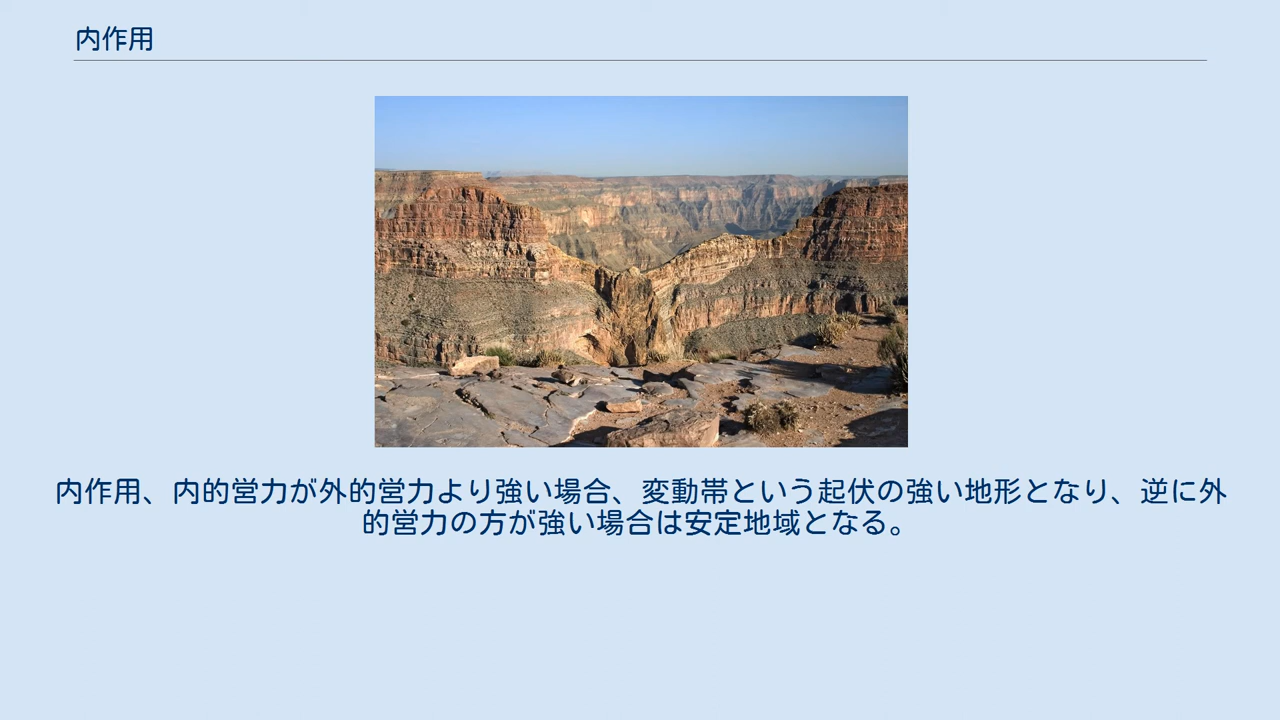 内作用
内作用、内的営力が外的営力より強い場合、変動帯という起伏の強い地形となり、逆に外
的営力の方が強い場合は安定地域となる。